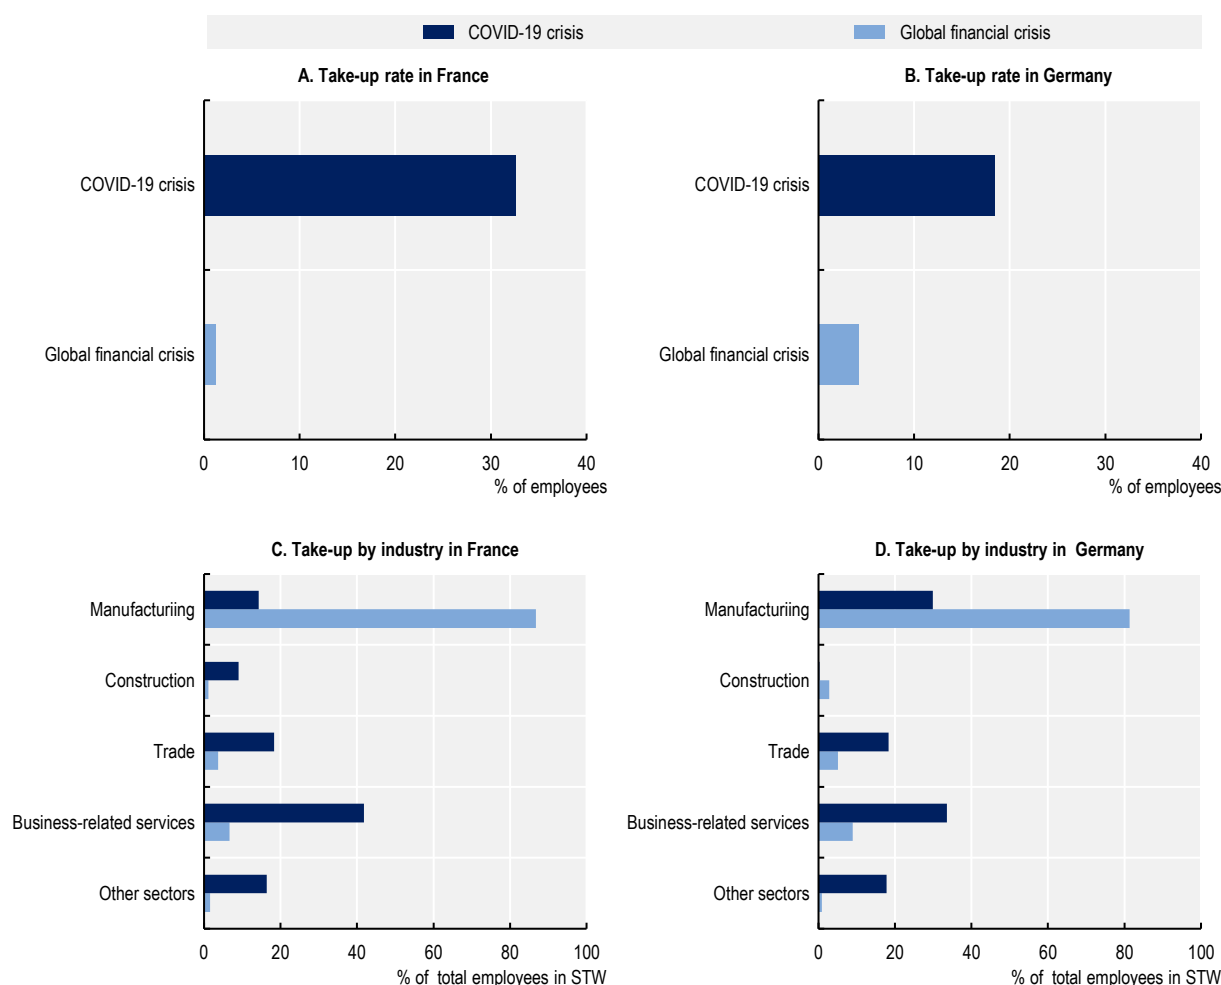 COVID-19 crisis
Global financial crisis
A. Take-up rate in France
COVID-19 crisis
Global financial crisis
0 10 20 30 40
% of employees
B. Take-up rate in Germany
COVID-19 crisis
Global financial crisis
0 10 20 30 40
% of employees
C. Take-up by industry in France
Manufacturiing
Construction
Trade
Business-related services
Other sectors
0 20 40 60 80 100
% of total employees in STW
D. Take-up by industry in Germany
Manufacturiing
Construction
Trade
Business-related services
Other sectors
0 20 40 60 80 100
% of total employees in STW